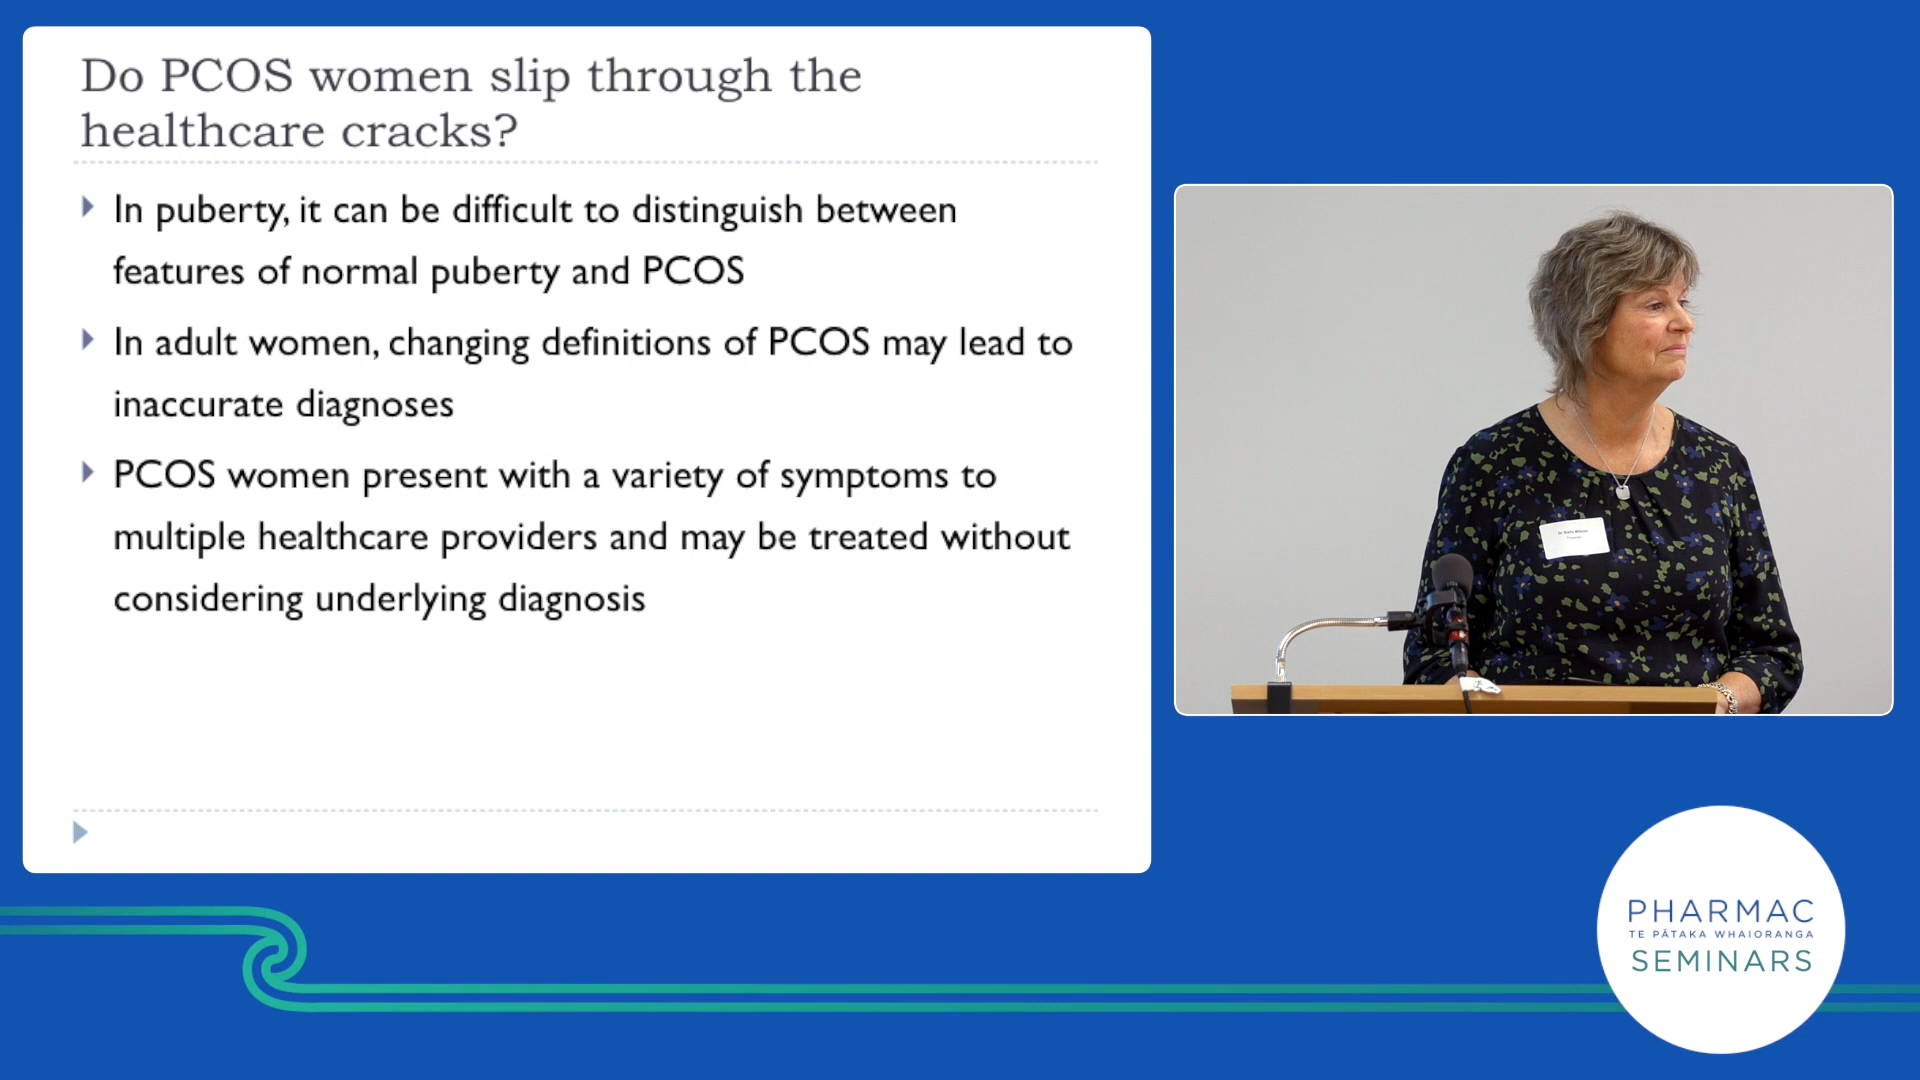 Do PCOS women slip through the
healthcare cracks?
In puberty, it can be difficult to distinguish between
features of normal puberty and PCOS
In adult women, changing definitions of PCOS may lead to
inaccurate diagnoses
PCOS women present with a variety of symptoms to
multiple healthcare providers and may be treated without
considering underlying diagnosis
PHARMAC
TE PĀTAKA WHAIORANGA
SEMINARS